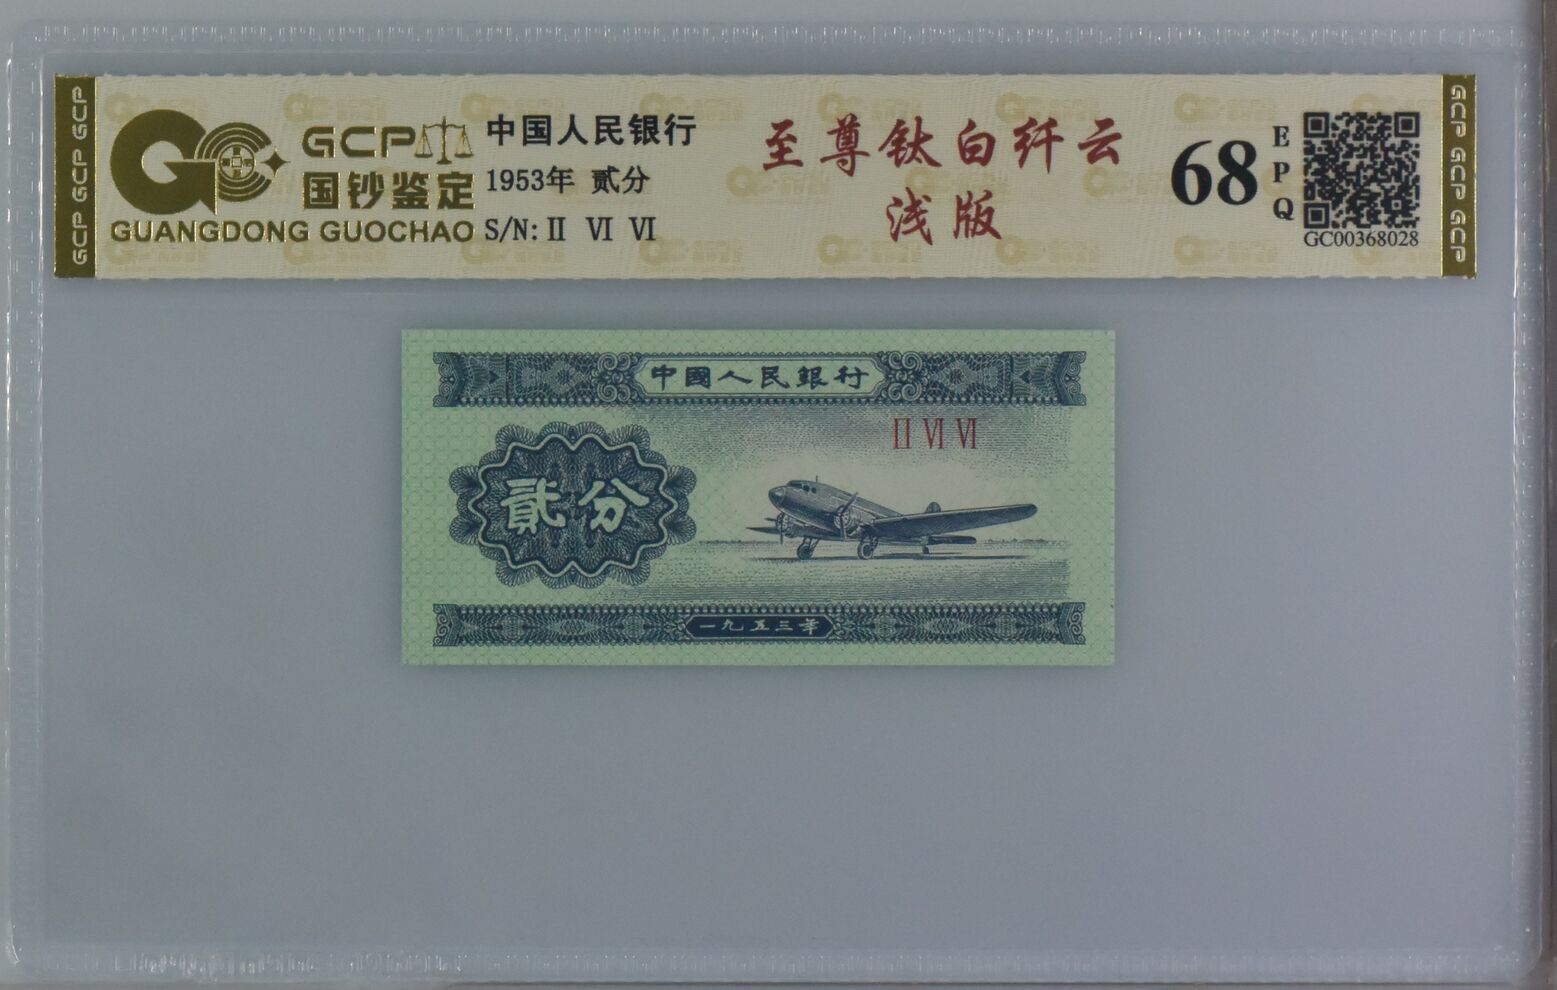 GCP GCP GCP
GCP
国钞鉴定
GUANGDONG GUOCHAO
中国人民银行
1953年 贰分
S/N: II VI VI
至尊钛白纤云
浅版
68
EPQ
GC00368028
GCP GCP GCP
中國人民銀行
II VI VI
貳分
一九五三年